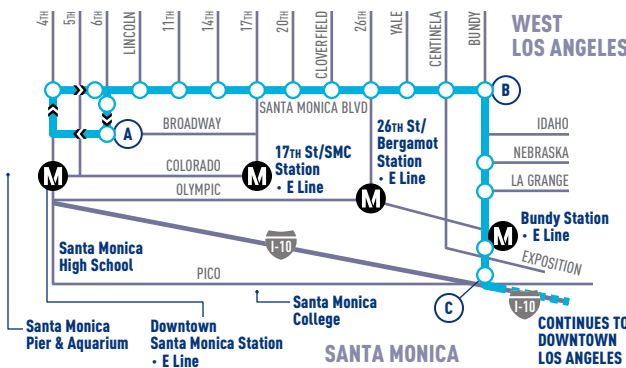 4TH
5TH
6TH
LINCOLN
11TH
14TH
17TH
20TH
CLOVERFIELD
26TH
YALE
CENTINELA
BUNDY
WEST
LOS ANGELES
B
SANTA MONICA BLVD
A
BROADWAY
IDAHO
NEBRASKA
LA GRANGE
COLORADO
OLYMPIC
M
M
17TH St/SMC
Station
• E Line
26TH St/
Bergamot
Station
• E Line
M
M
Bundy Station
• E Line
EXPOSITION
I-10
Santa Monica
High School
PICO
C
I-10
CONTINUES TO
DOWNTOWN
LOS ANGELES
Santa Monica
Pier & Aquarium
Downtown
Santa Monica Station
• E Line
Santa Monica
College
SANTA MONICA